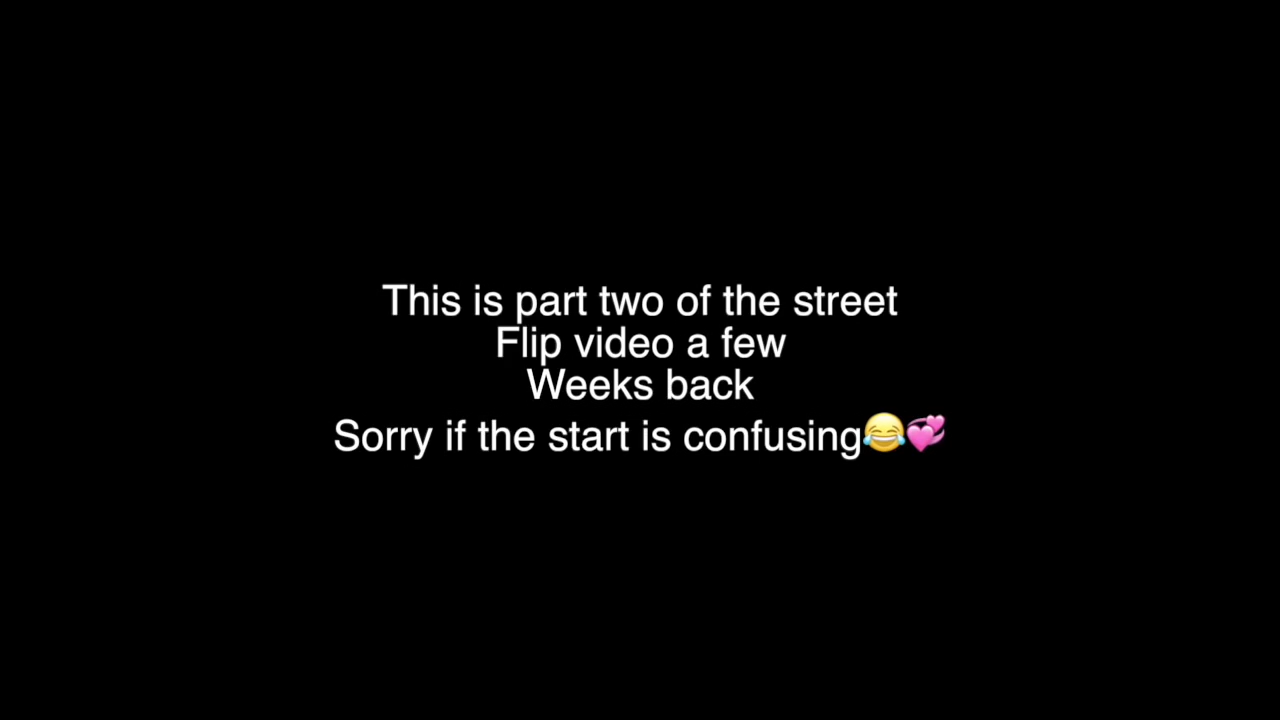 This is part two of the street
Flip video a few
Weeks back
Sorry if the start is confusing😂💞